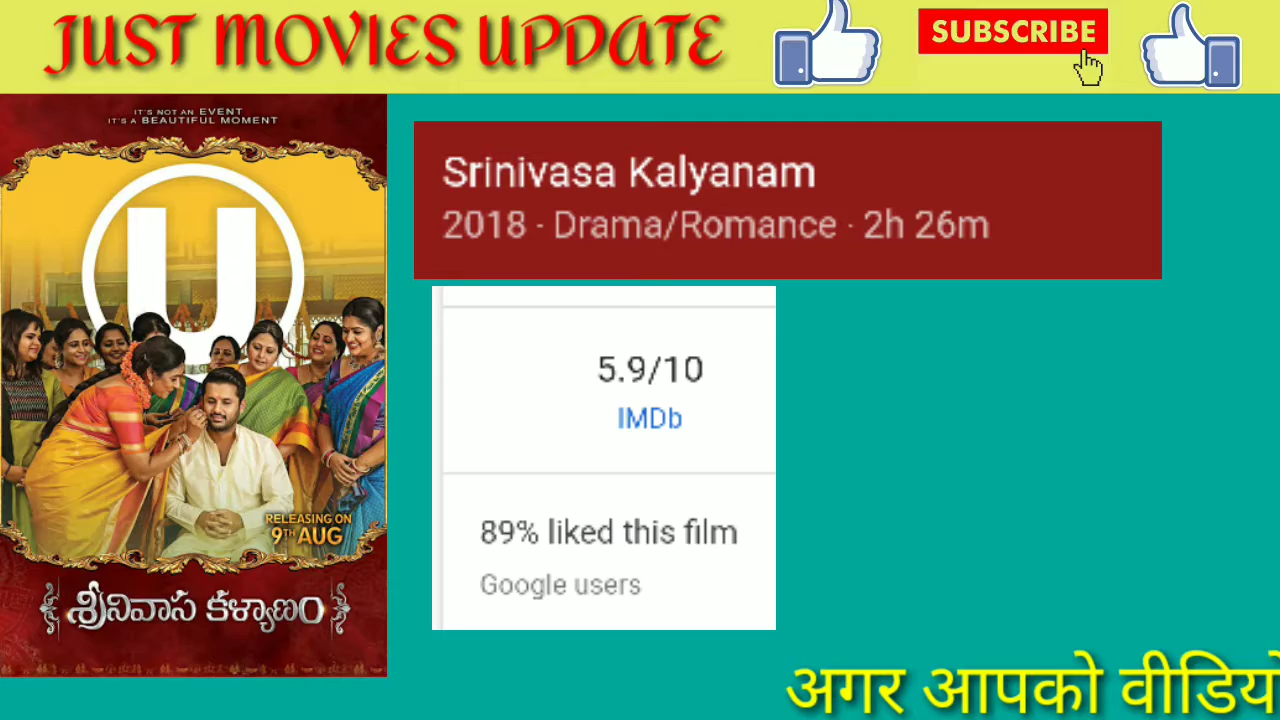 JUST MOVIES UPDATE
SUBSCRIBE
IT'S NOT AN EVENT
IT'S A BEAUTIFUL MOMENT
U
RELEASING ON
9TH AUG
శ్రీనివాస కళ్యాణం
Srinivasa Kalyanam
2018 · Drama/Romance · 2h 26m
5.9/10
IMDb
89% liked this film
Google users
अगर आपको वीडियो